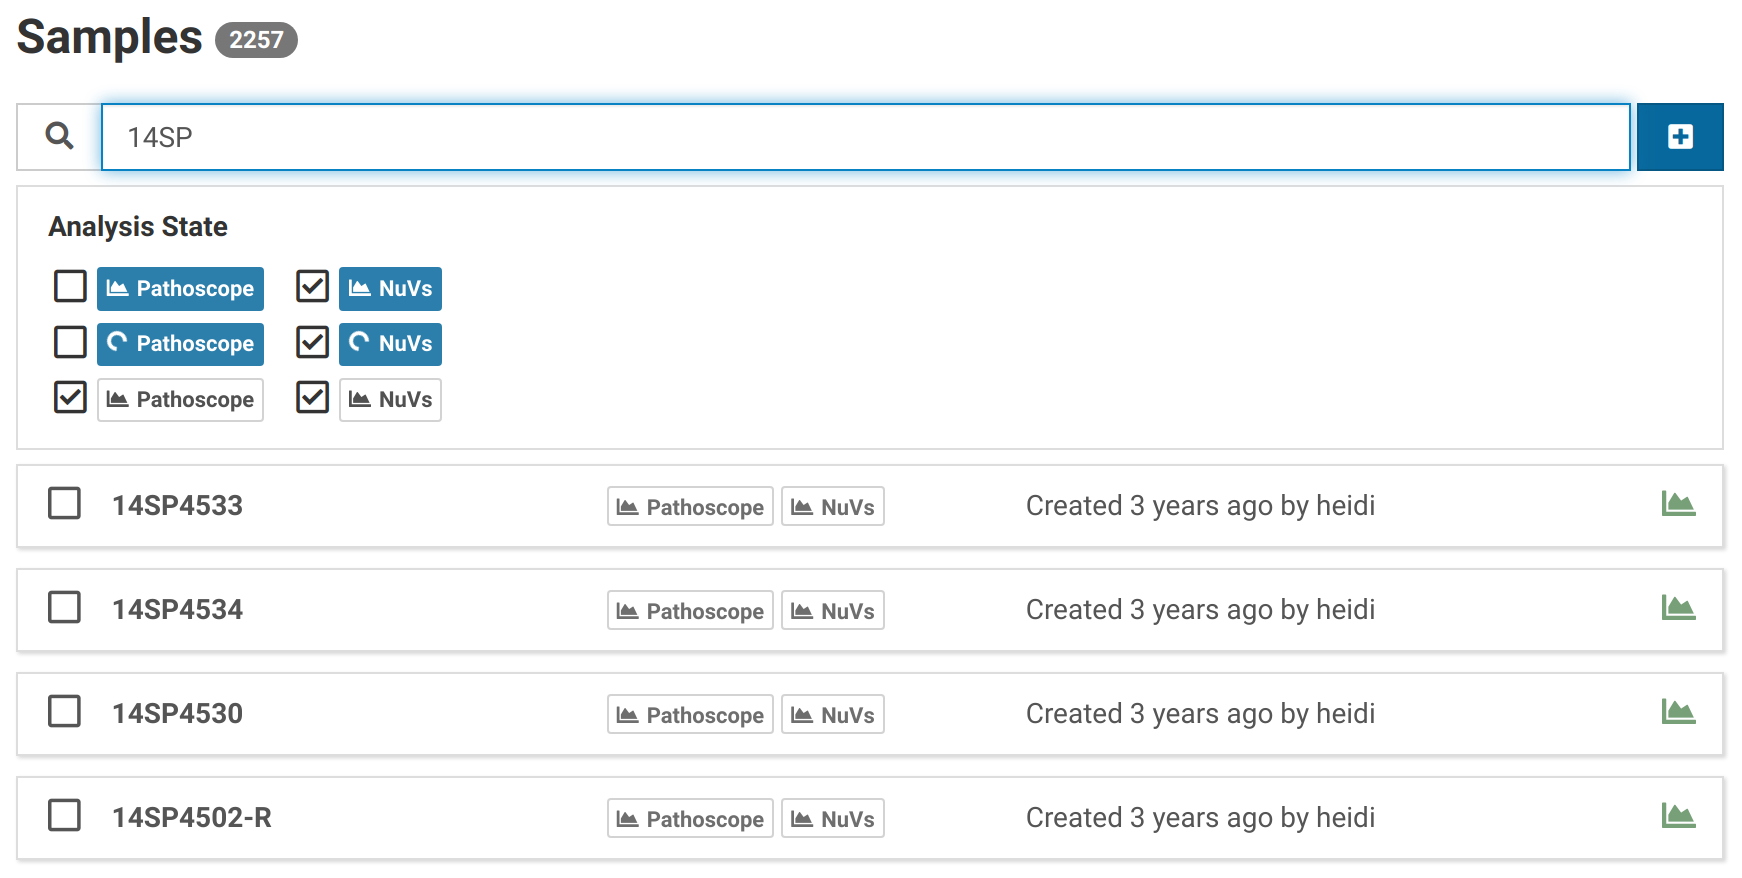 Samples 2257
14SP
Analysis State
Pathoscope NuVs
Pathoscope NuVs
Pathoscope NuVs
14SP4533 Pathoscope NuVs Created 3 years ago by heidi
14SP4534 Pathoscope NuVs Created 3 years ago by heidi
14SP4530 Pathoscope NuVs Created 3 years ago by heidi
14SP4502-R Pathoscope NuVs Created 3 years ago by heidi